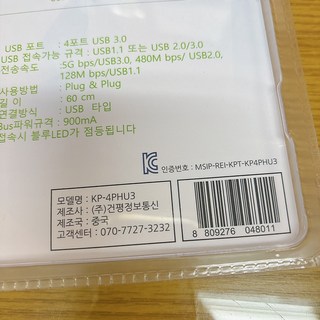 USB 포트 : 4포트 USB 3.0
USB 접속가능 규격 : USB1.1 또는 USB 2.0/3.0
전송속도 : 5G bps/USB3.0, 480M bps/USB2.0,
128M bps/USB1.1
사용방법 : Plug & Plug
길이 : 60 cm
연결방식 : USB 타입
Bus파워규격 : 900mA
접속시 블루LED가 점등됩니다
인증번호 : MSIP-REI-KPT-KP4PHU3
모델명 : KP-4PHU3
제조사 : (주)건평정보통신
제조국 : 중국
고객센터 : 070-7727-3232
8 809276 048011